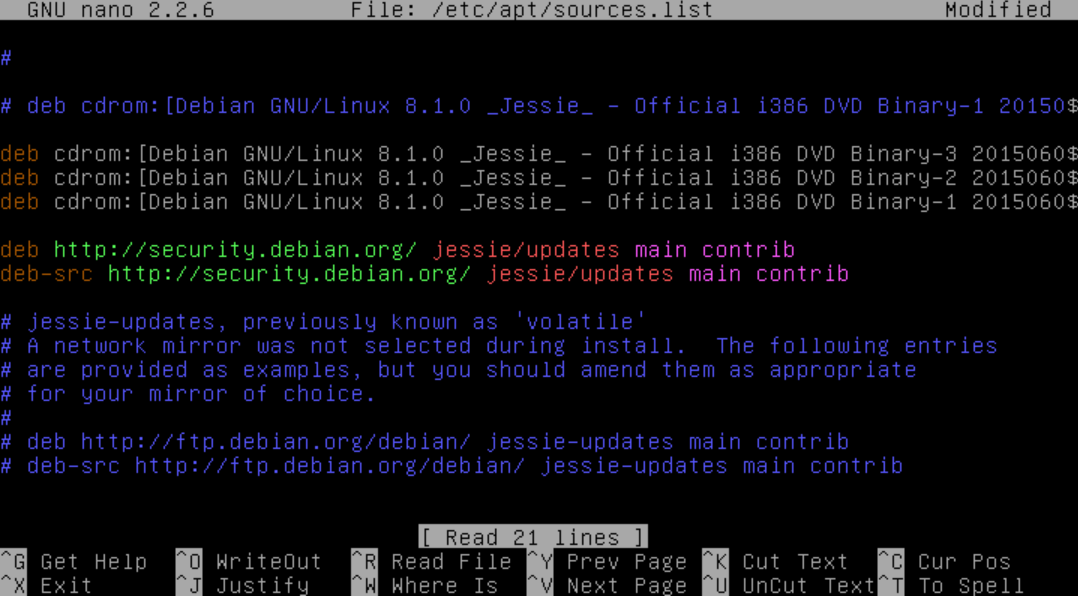 GNU nano 2.2.6 File: /etc/apt/sources.list Modified
#
# deb cdrom:[Debian GNU/Linux 8.1.0 _Jessie_ - Official i386 DVD Binary-1 20150$
deb cdrom:[Debian GNU/Linux 8.1.0 _Jessie_ - Official i386 DVD Binary-3 2015060$
deb cdrom:[Debian GNU/Linux 8.1.0 _Jessie_ - Official i386 DVD Binary-2 2015060$
deb cdrom:[Debian GNU/Linux 8.1.0 _Jessie_ - Official i386 DVD Binary-1 2015060$
deb http://security.debian.org/ jessie/updates main contrib
deb-src http://security.debian.org/ jessie/updates main contrib
# jessie-updates, previously known as 'volatile'
# A network mirror was not selected during install.  The following entries
# are provided as examples, but you should amend them as appropriate
# for your mirror of choice.
#
# deb http://ftp.debian.org/debian/ jessie-updates main contrib
# deb-src http://ftp.debian.org/debian/ jessie-updates main contrib
[ Read 21 lines ]
^G Get Help ^O WriteOut ^R Read File ^Y Prev Page ^K Cut Text ^C Cur Pos
^X Exit ^J Justify ^W Where Is ^V Next Page ^U UnCut Text ^T To Spell